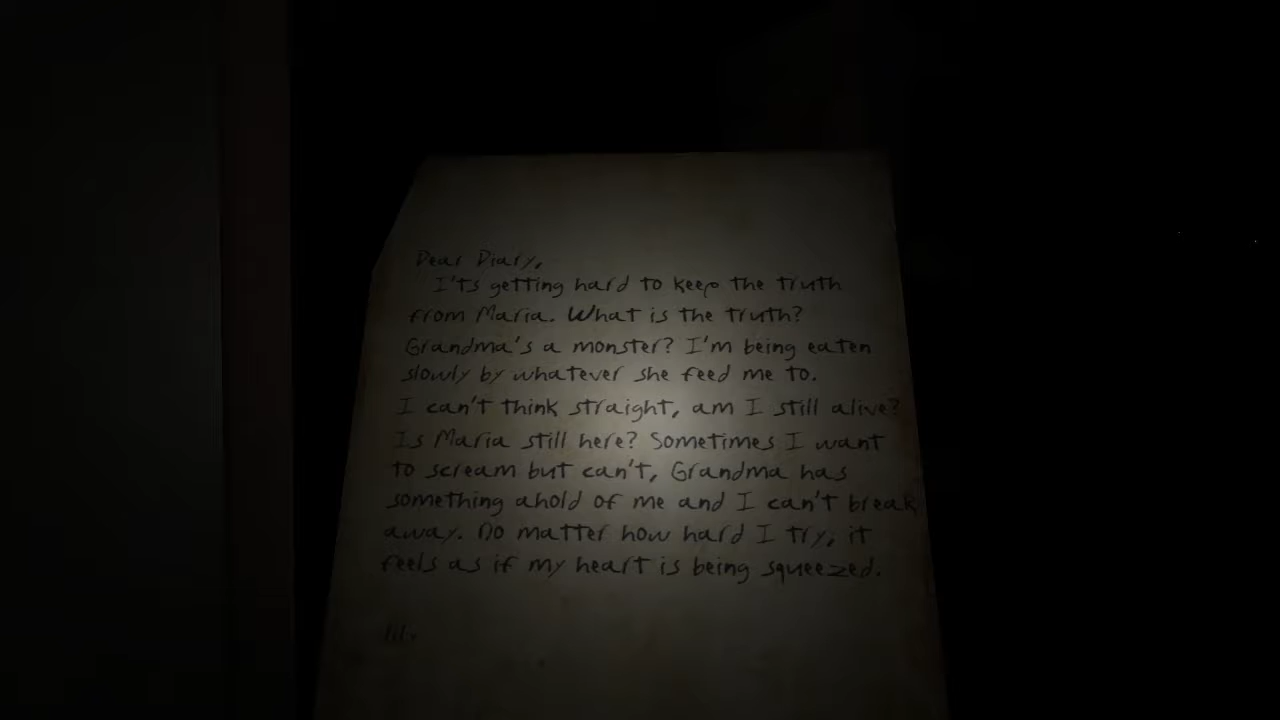 Dear Diary,
I'ts getting hard to keep the truth
from Maria. What is the truth?
Grandma's a monster? I'm being eaten
slowly by whatever she feed me to.
I can't think straight, am I still alive?
Is Maria still here? Sometimes I want
to scream but can't, Grandma has
something ahold of me and I can't break
away. No matter how hard I try, it
feels as if my heart is being squeezed.